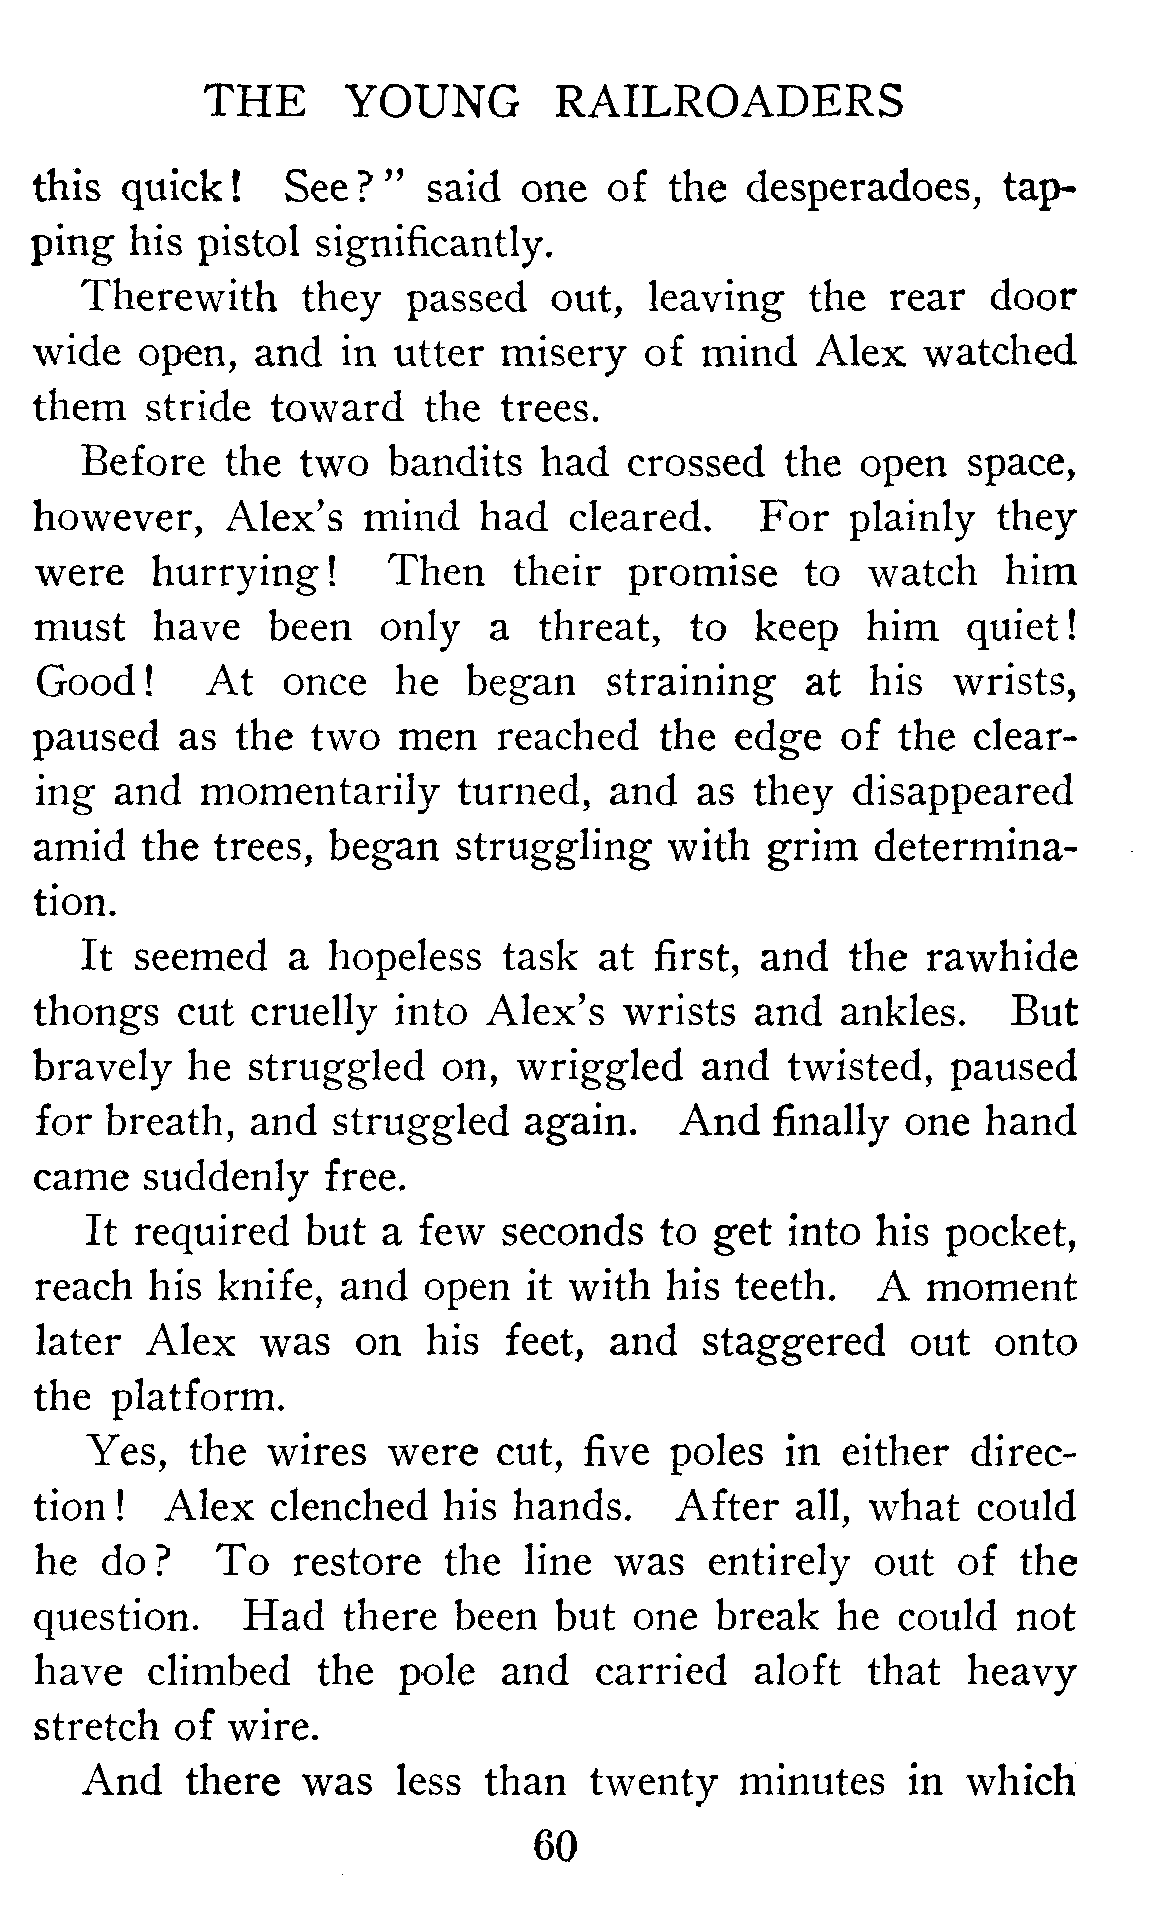 THE YOUNG RAILROADERS
this quick! See?" said one of the desperadoes, tap-
ping his pistol significantly.
Therewith they passed out, leaving the rear door
wide open, and in utter misery of mind Alex watched
them stride toward the trees.
Before the two bandits had crossed the open space,
however, Alex's mind had cleared. For plainly they
were hurrying! Then their promise to watch him
must have been only a threat, to keep him quiet!
Good! At once he began straining at his wrists,
paused as the two men reached the edge of the clear-
ing and momentarily turned, and as they disappeared
amid the trees, began struggling with grim determina-
tion.
It seemed a hopeless task at first, and the rawhide
thongs cut cruelly into Alex's wrists and ankles. But
bravely he struggled on, wriggled and twisted, paused
for breath, and struggled again. And finally one hand
came suddenly free.
It required but a few seconds to get into his pocket,
reach his knife, and open it with his teeth. A moment
later Alex was on his feet, and staggered out onto
the platform.
Yes, the wires were cut, five poles in either direc-
tion! Alex clenched his hands. After all, what could
he do? To restore the line was entirely out of the
question. Had there been but one break he could not
have climbed the pole and carried aloft that heavy
stretch of wire.
And there was less than twenty minutes in which
60